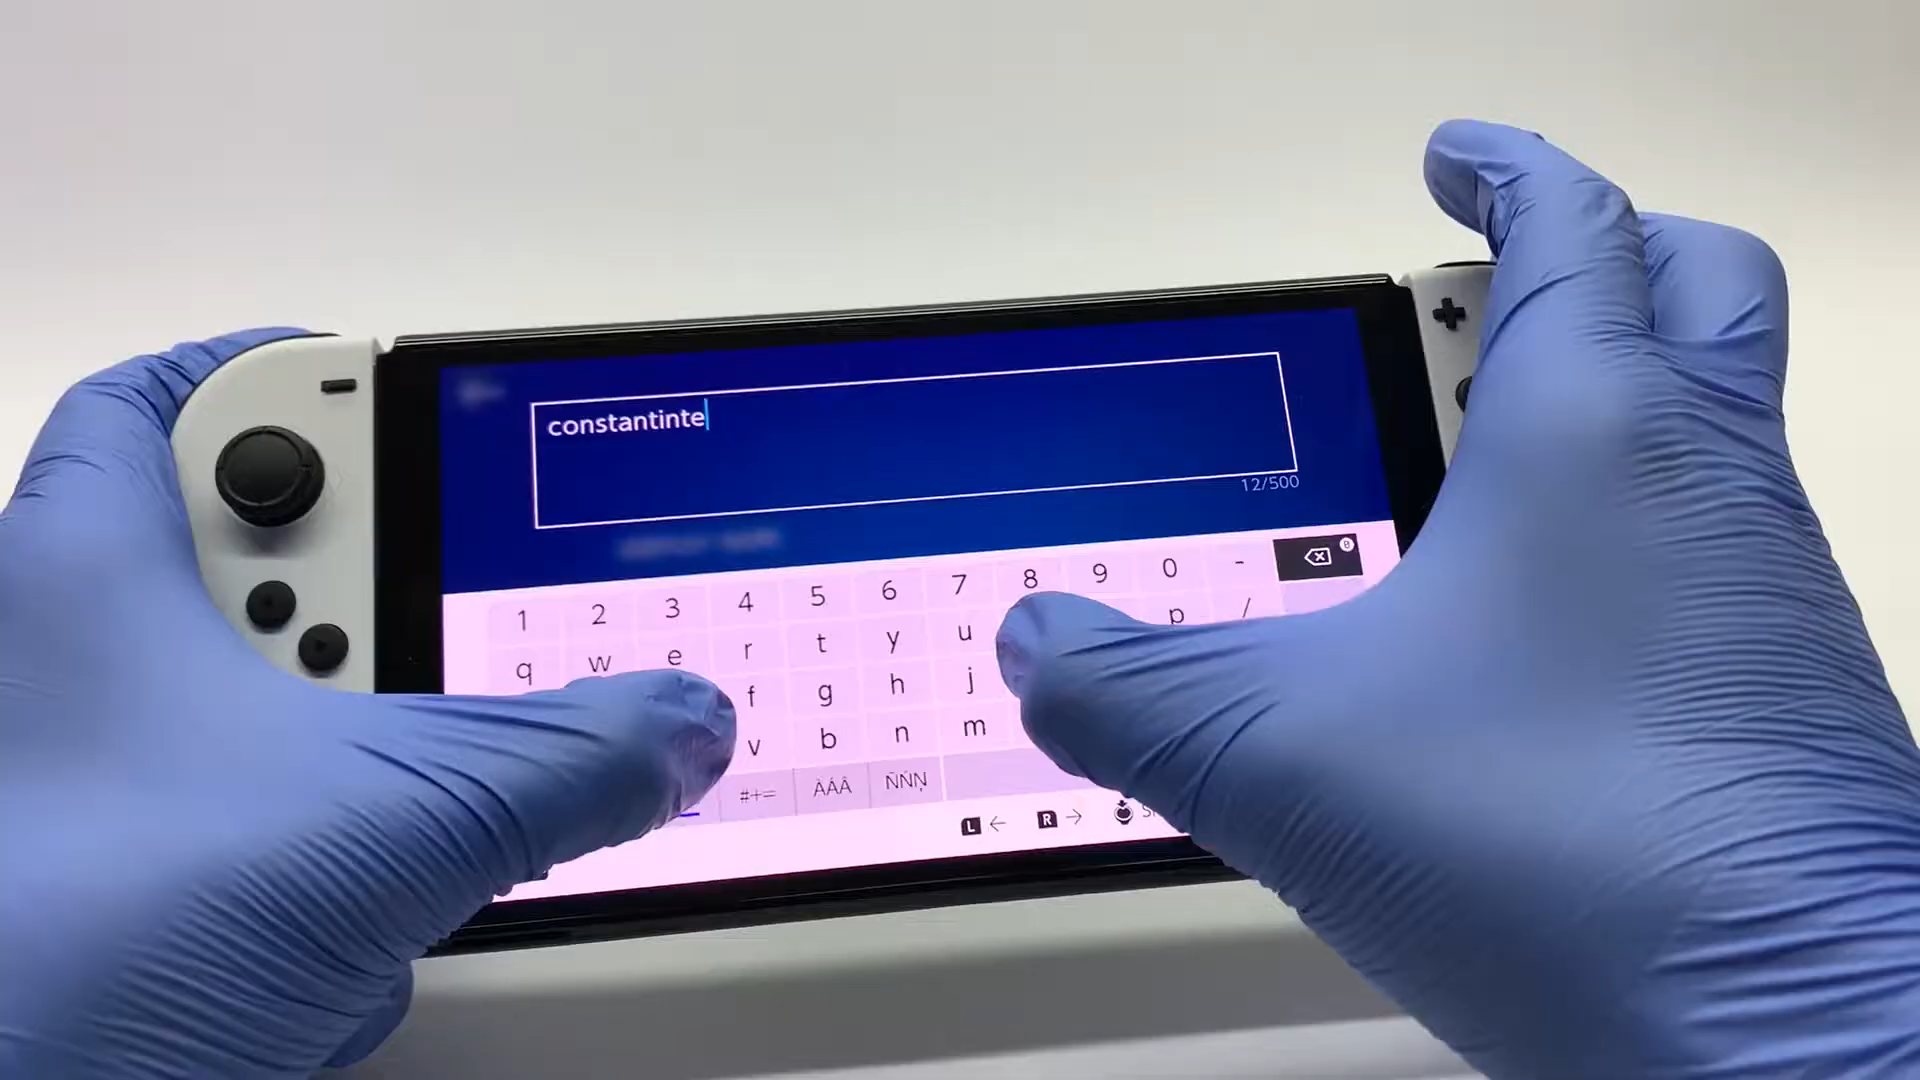 constantinte
12/500
1 2 3 4 5 6 7 8 9 0 -
q w e r t y u p /
f g h j
v b n m
#+= ÀÁÂ ÑŃŅ
L ← R →